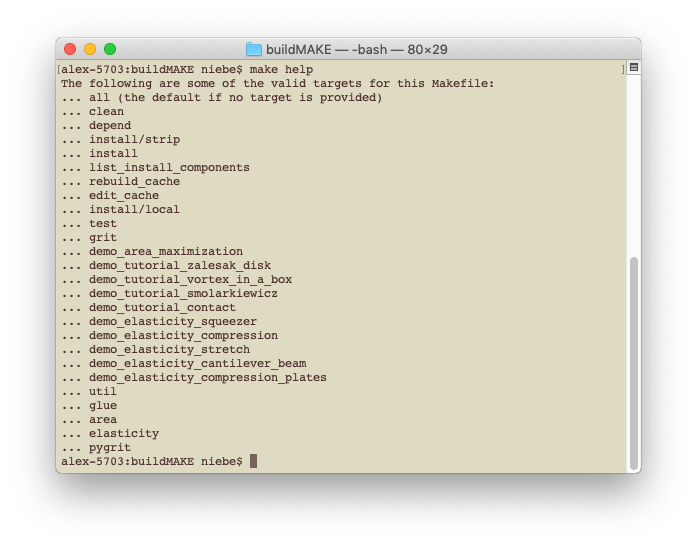 buildMAKE — -bash — 80×29
[alex-5703:buildMAKE niebe$ make help ]
The following are some of the valid targets for this Makefile:
... all (the default if no target is provided)
... clean
... depend
... install/strip
... install
... list_install_components
... rebuild_cache
... edit_cache
... install/local
... test
... grit
... demo_area_maximization
... demo_tutorial_zalesak_disk
... demo_tutorial_vortex_in_a_box
... demo_tutorial_smolarkiewicz
... demo_tutorial_contact
... demo_elasticity_squeezer
... demo_elasticity_compression
... demo_elasticity_stretch
... demo_elasticity_cantilever_beam
... demo_elasticity_compression_plates
... util
... glue
... area
... elasticity
... pygrit
alex-5703:buildMAKE niebe$